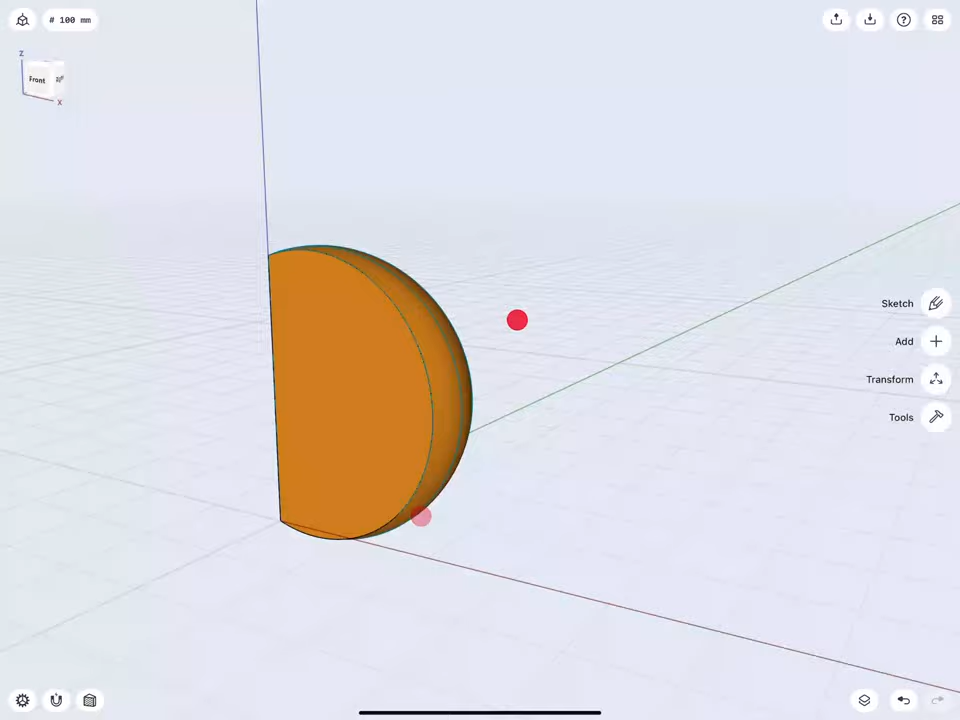 # 100 mm
Z
Front
X
Sketch
Add
Transform
Tools